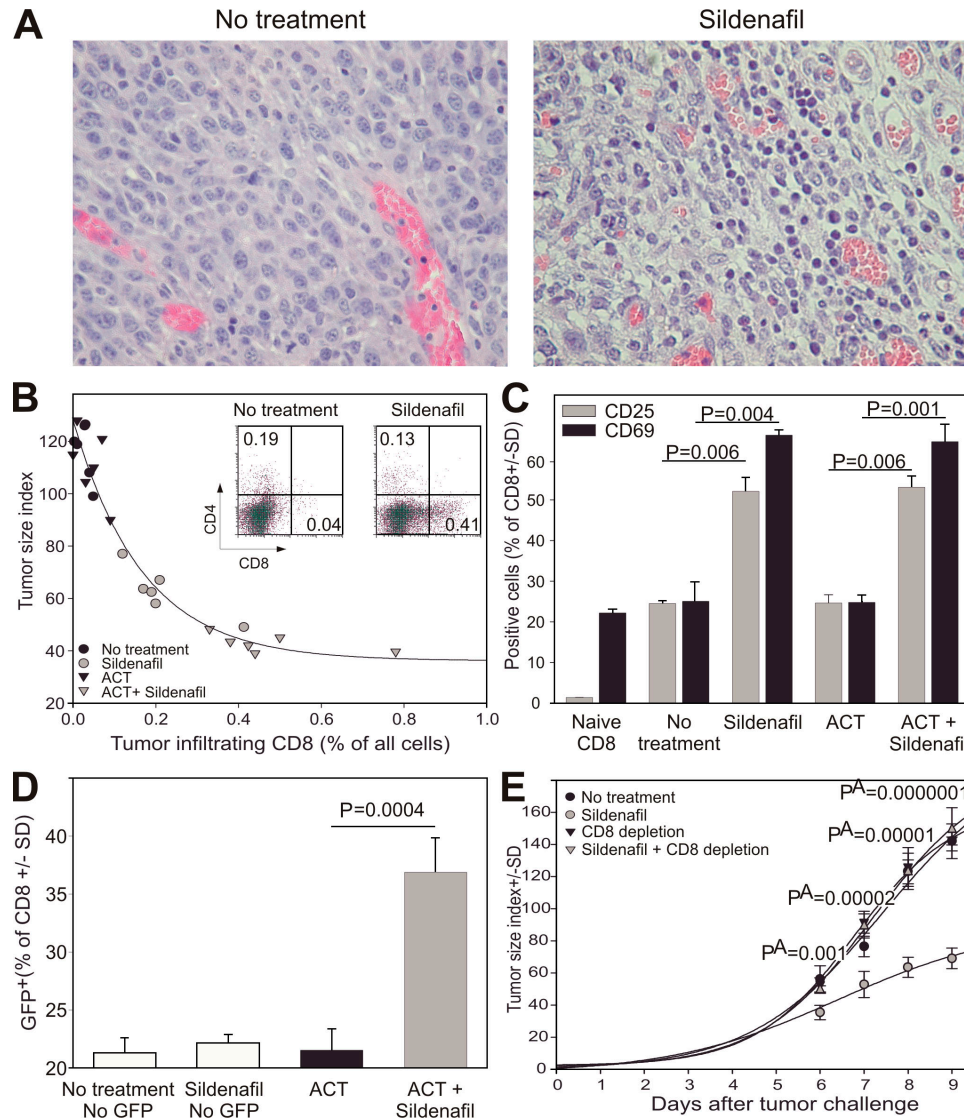 A
No treatment
Sildenafil
B
No treatment
Sildenafil
0.19
0.04
0.13
0.41
CD4
CD8
Tumor size index
120
100
80
60
40
20
No treatment
Sildenafil
ACT
ACT+ Sildenafil
0.0 0.2 0.4 0.6 0.8 1.0
Tumor infiltrating CD8 (% of all cells)
C
CD25
CD69
P=0.004
P=0.001
P=0.006
P=0.006
Positive cells (% of CD8+/-SD)
60
50
40
30
20
10
0
Naive CD8
No treatment
Sildenafil
ACT
ACT + Sildenafi
D
P=0.0004
GFP+(% of CD8 +/- SD)
40
35
30
25
20
No treatment No GFP
Sildenafil No GFP
ACT
ACT + Sildenafil
E
No treatment
Sildenafil
CD8 depletion
Sildenafil + CD8 depletion
PA=0.0000001
PA=0.00001
PA=0.00002
PA=0.001
Tumor size index+/-SD
160
140
120
100
80
60
40
20
0
0 1 2 3 4 5 6 7 8 9
Days after tumor challenge